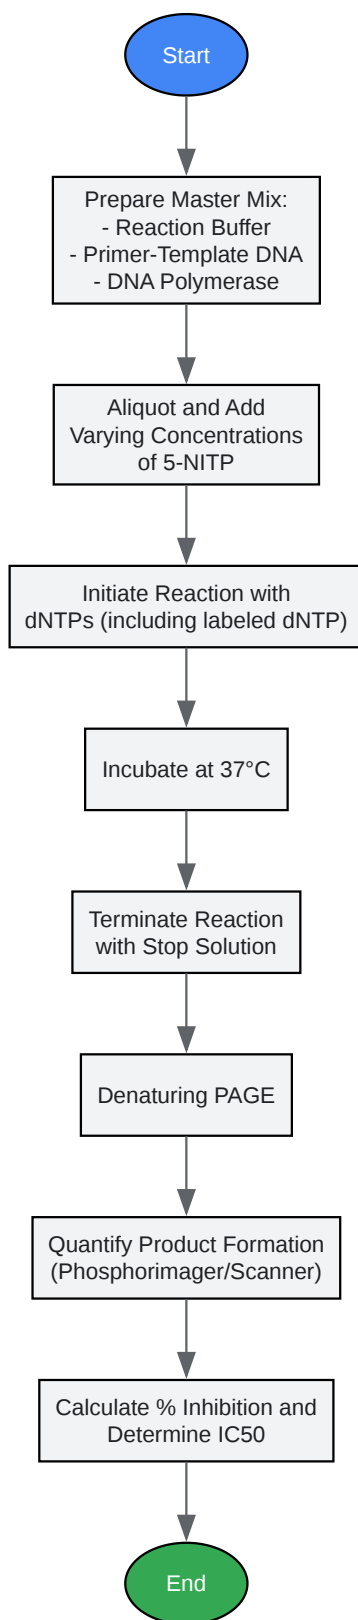 Start
Prepare Master Mix:
- Reaction Buffer
- Primer-Template DNA
- DNA Polymerase
Aliquot and Add
Varying Concentrations
of 5-NITP
Initiate Reaction with
dNTPs (including labeled dNTP)
Incubate at 37°C
Terminate Reaction
with Stop Solution
Denaturing PAGE
Quantify Product Formation
(Phosphorimager/Scanner)
Calculate % Inhibition and
Determine IC50
End